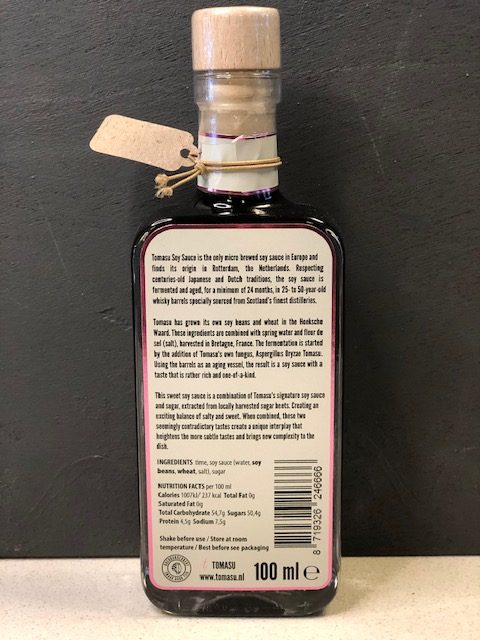 Tomasu Soy Sauce is the only micro brewed soy sauce in Europe and
finds its origin in Rotterdam, the Netherlands. Respecting
centuries-old Japanese and Dutch traditions, the soy sauce is
fermented and aged, for a minimum of 24 months, in 25- to 50-year-old
whisky barrels specially sourced from Scotland's finest distilleries.
Tomasu has grown its own soy beans and wheat in the Hoeksche
Waard. These ingredients are combined with spring water and fleur de
sel (salt), harvested in Bretagne, France. The fermentation is started
by the addition of Tomasu's own fungus, Aspergillus Oryzae Tomasu.
Using the barrels as an aging vessel, the result is a soy sauce with a
taste that is rather rich and one-of-a-kind.
This sweet soy sauce is a combination of Tomasu's signature soy sauce
and sugar, extracted from locally harvested sugar beets. Creating an
exciting balance of salty and sweet. When combined, these two
seemingly contradictory tastes create a unique interplay that
heightens the more subtle tastes and brings new complexity to the
dish.
INGREDIENTS time, soy sauce (water, soy
beans, wheat, salt), sugar
NUTRITION FACTS per 100 ml
Calories 1007kJ/ 237 kcal Total Fat 0g
Saturated Fat 0g
Total Carbohydrate 54,7g Sugars 50,4g
Protein 4,5g Sodium 7,5g
Shake before use / Store at room
temperature / Best before see packaging
8 719326 246666
TOMASU
www.tomasu.nl
100 ml ℮